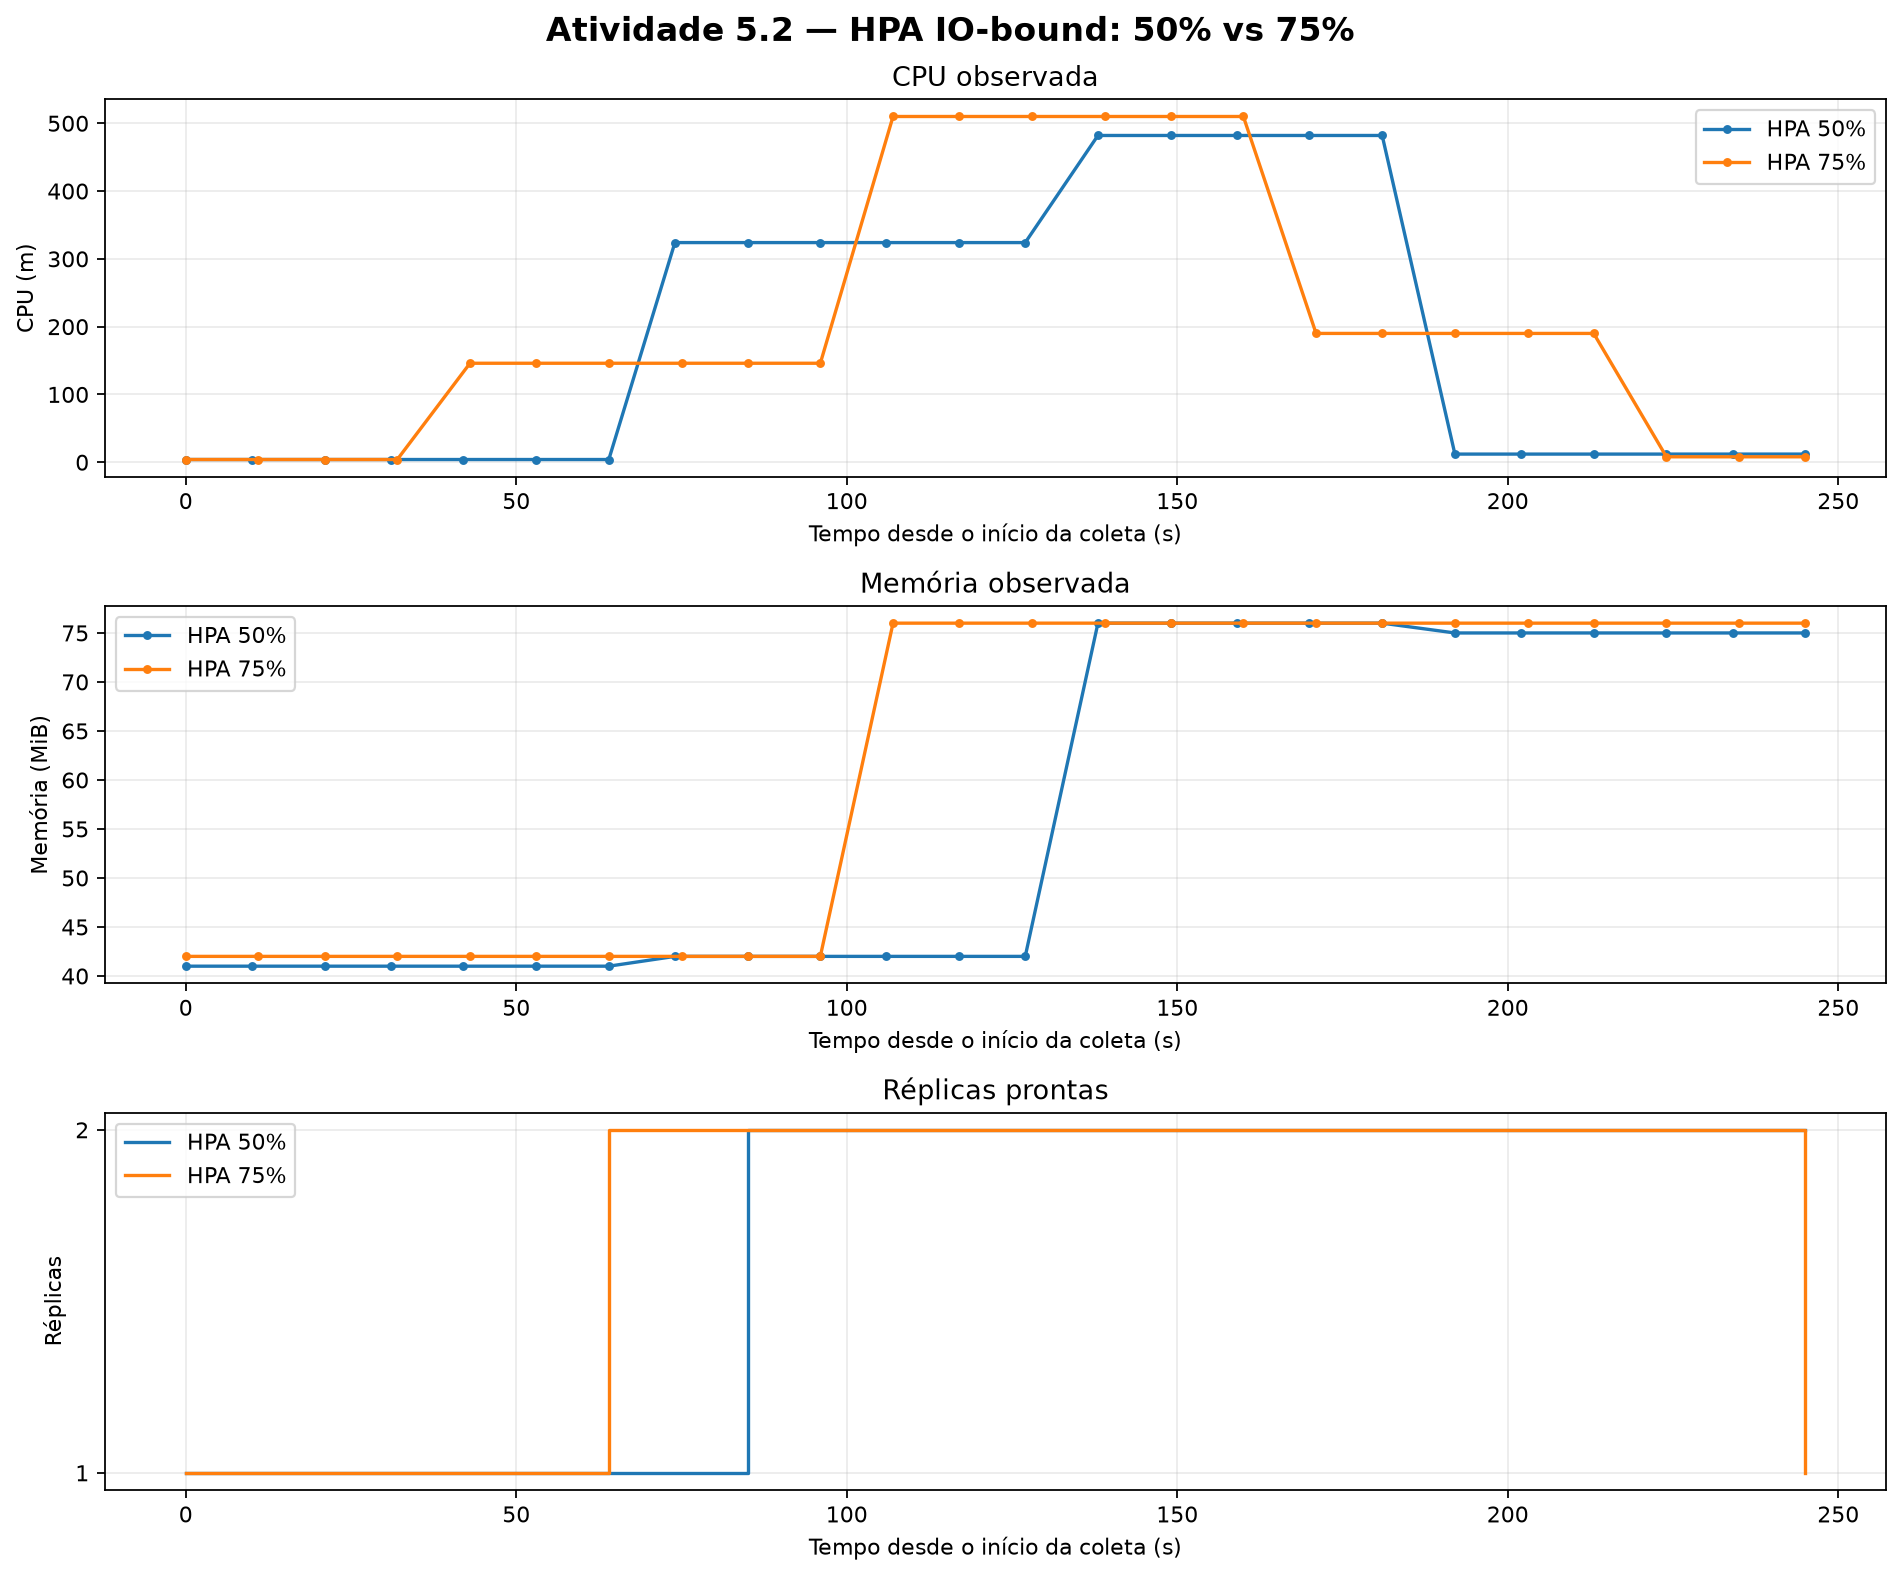 Atividade 5.2 — HPA IO-bound: 50% vs 75%
CPU observada
CPU (m)
500
400
300
200
100
0
HPA 50%
HPA 75%
0 50 100 150 200 250
Tempo desde o início da coleta (s)
Memória observada
Memória (MiB)
75
70
65
60
55
50
45
40
HPA 50%
HPA 75%
0 50 100 150 200 250
Tempo desde o início da coleta (s)
Réplicas prontas
Réplicas
2
1
HPA 50%
HPA 75%
0 50 100 150 200 250
Tempo desde o início da coleta (s)